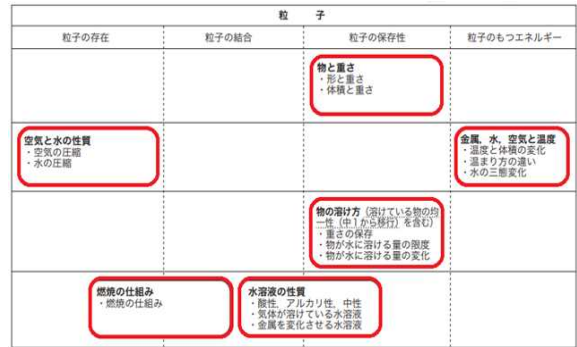 粒　子
粒子の存在
粒子の結合
粒子の保存性
粒子のもつエネルギー
物と重さ
・形と重さ
・体積と重さ
空気と水の性質
・空気の圧縮
・水の圧縮
金属，水，空気と温度
・温度と体積の変化
・温まり方の違い
・水の三態変化
物の溶け方（溶けている物の均
一性（中１から移行）を含む）
・重さの保存
・物が水に溶ける量の限度
・物が水に溶ける量の変化
燃焼の仕組み
・燃焼の仕組み
水溶液の性質
・酸性，アルカリ性，中性
・気体が溶けている水溶液
・金属を変化させる水溶液